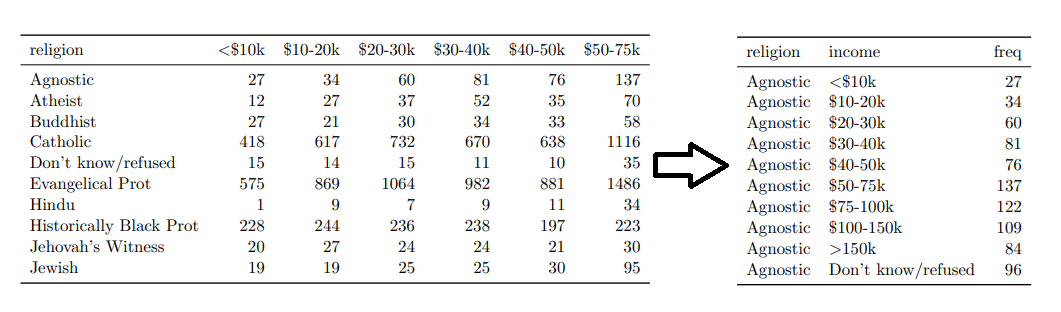 religion <$10k $10-20k $20-30k $30-40k $40-50k $50-75k
Agnostic 27 34 60 81 76 137
Atheist 12 27 37 52 35 70
Buddhist 27 21 30 34 33 58
Catholic 418 617 732 670 638 1116
Don't know/refused 15 14 15 11 10 35
Evangelical Prot 575 869 1064 982 881 1486
Hindu 1 9 7 9 11 34
Historically Black Prot 228 244 236 238 197 223
Jehovah's Witness 20 27 24 24 21 30
Jewish 19 19 25 25 30 95
religion income freq
Agnostic <$10k 27
Agnostic $10-20k 34
Agnostic $20-30k 60
Agnostic $30-40k 81
Agnostic $40-50k 76
Agnostic $50-75k 137
Agnostic $75-100k 122
Agnostic $100-150k 109
Agnostic >150k 84
Agnostic Don't know/refused 96